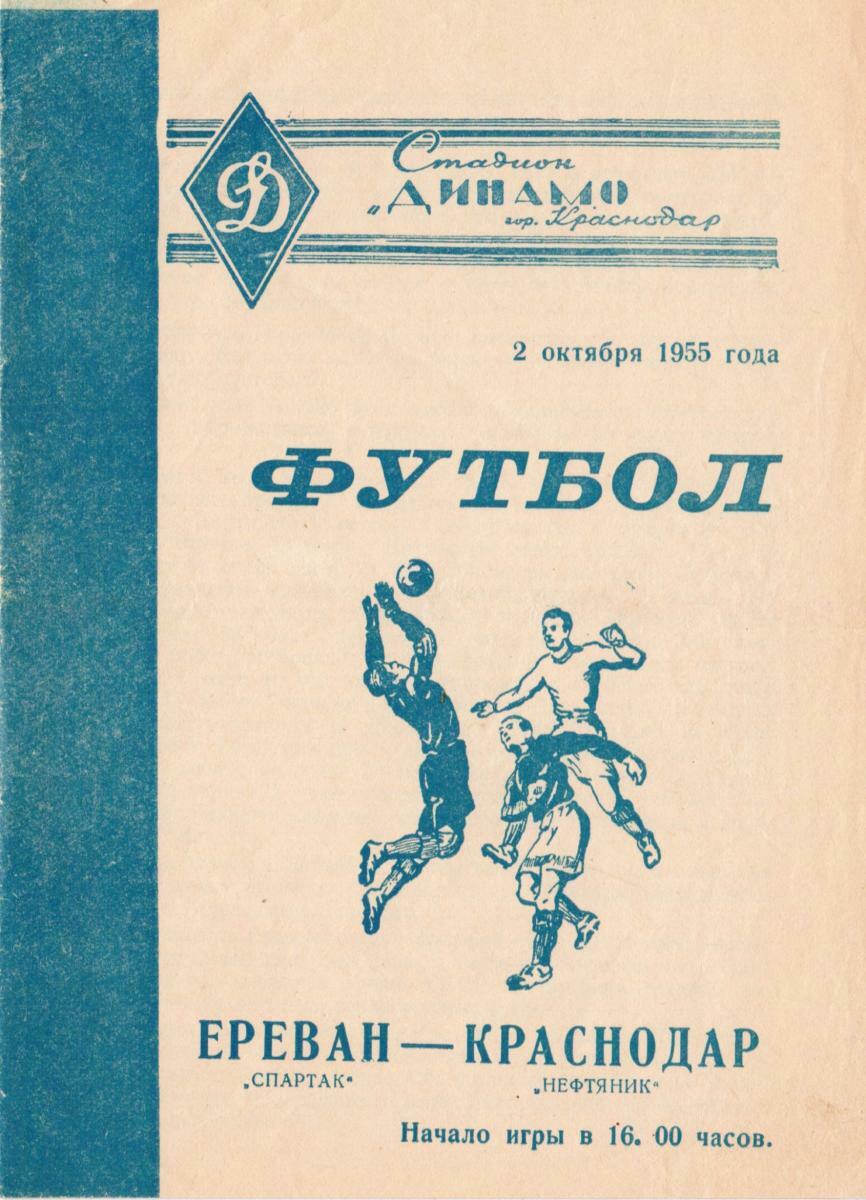 Д
Стадион
„ДИНАМО
гор. Краснодар
2 октября 1955 года
ФУТБОЛ
ЕРЕВАН—КРАСНОДАР
„СПАРТАК“ „НЕФТЯНИК“
Начало игры в 16. 00 часов.